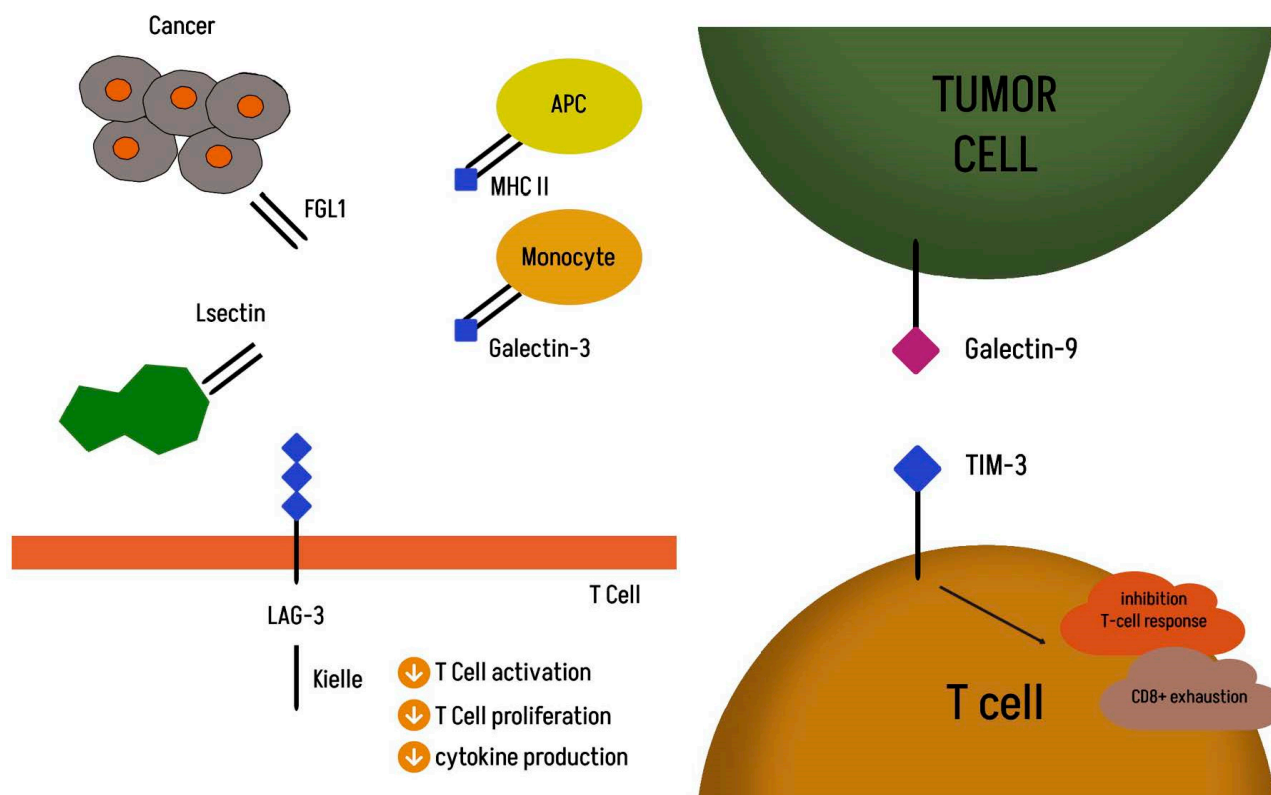 Cancer
FGL1
APC
MHC II
Monocyte
Galectin-3
Lsectin
T Cell
LAG-3
Kielle
T Cell activation
T Cell proliferation
cytokine production
TUMOR
CELL
Galectin-9
TIM-3
inhibition
T-cell response
CD8+ exhaustion
T cell